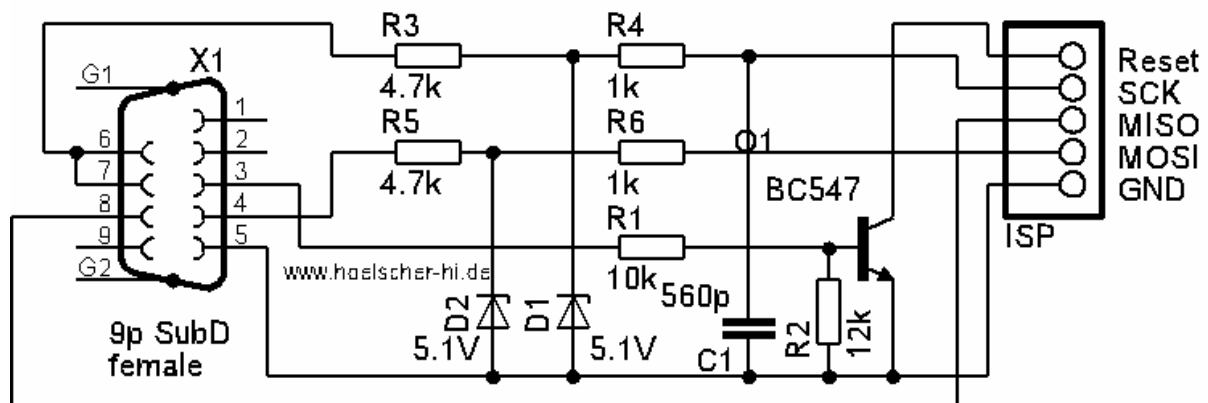 R3
4.7k
R4
1k
G1
X1
1
6
2
7
3
8
4
9
5
G2
R5
4.7k
R6
1k
Q1
R1
10k
BC547
Reset
SCK
MISO
MOSI
GND
ISP
www.hoelscher-hi.de
9p SubD
female
D2
5.1V
D1
5.1V
560p
C1
R2
12k